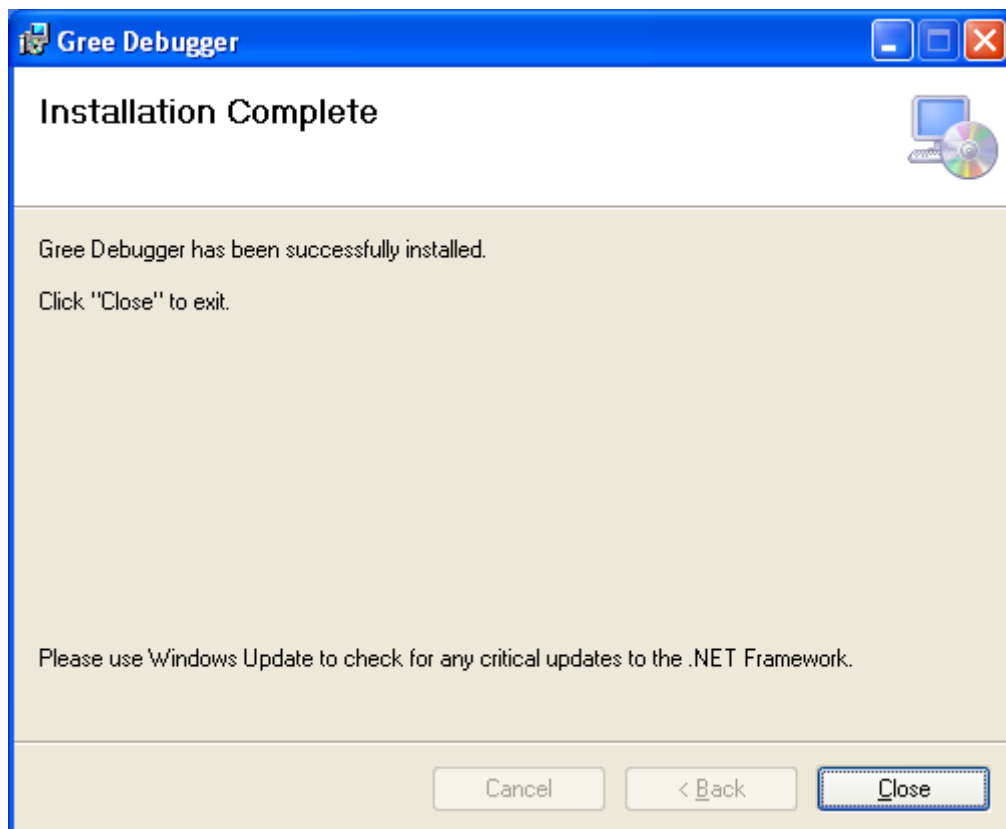 Gree Debugger
Installation Complete
Gree Debugger has been successfully installed.
Click "Close" to exit.
Please use Windows Update to check for any critical updates to the .NET Framework.
Cancel
< Back
Close